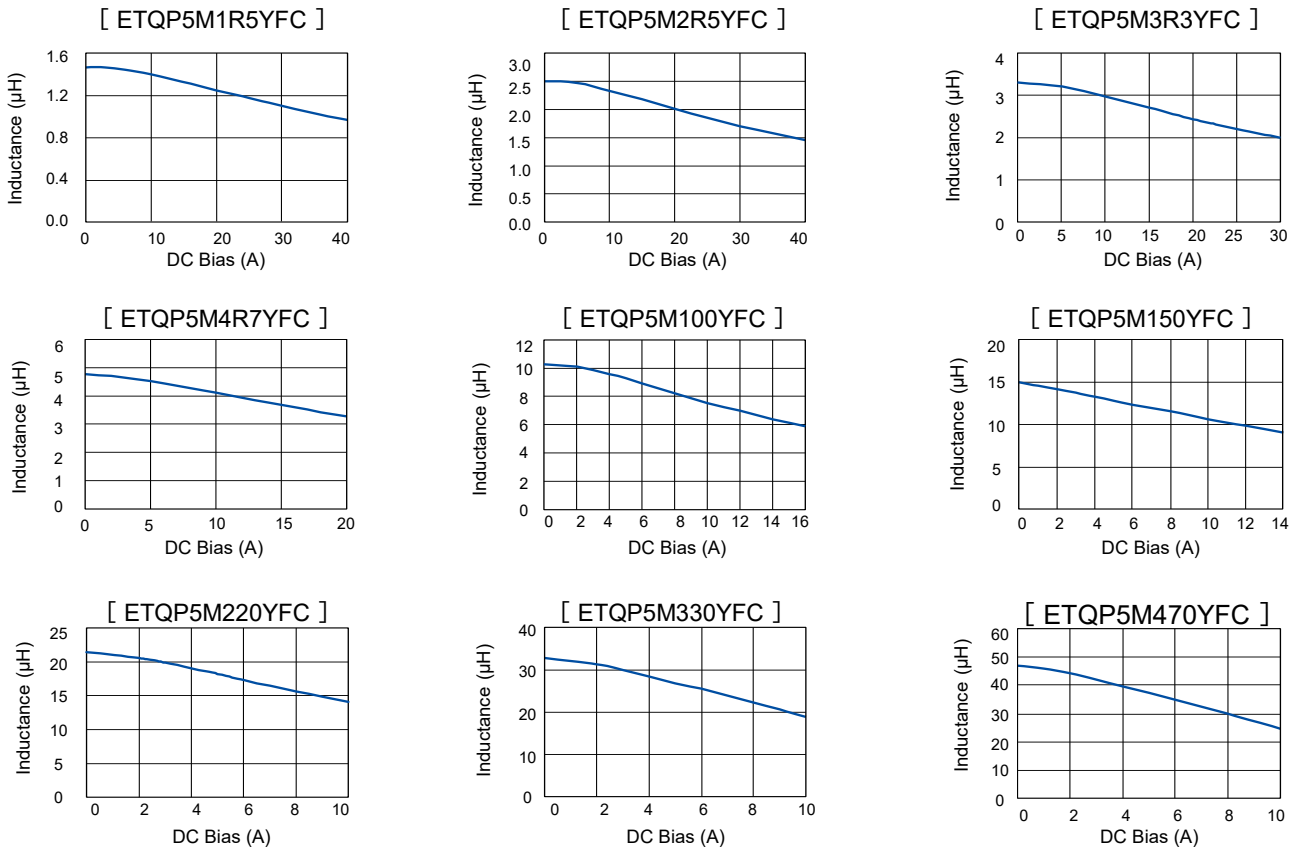 [ ETQP5M1R5YFC ]
Inductance (µH)
1.6
1.2
0.8
0.4
0.0
0 10 20 30 40
DC Bias (A)
[ ETQP5M2R5YFC ]
Inductance (µH)
3.0
2.5
2.0
1.5
1.0
0.5
0.0
0 10 20 30 40
DC Bias (A)
[ ETQP5M3R3YFC ]
Inductance (µH)
4
3
2
1
0
0 5 10 15 20 25 30
DC Bias (A)
[ ETQP5M4R7YFC ]
Inductance (µH)
6
5
4
3
2
1
0
0 5 10 15 20
DC Bias (A)
[ ETQP5M100YFC ]
Inductance (µH)
12
10
8
6
4
2
0
0 2 4 6 8 10 12 14 16
DC Bias (A)
[ ETQP5M150YFC ]
Inductance (µH)
20
15
10
5
0
0 2 4 6 8 10 12 14
DC Bias (A)
[ ETQP5M220YFC ]
Inductance (µH)
25
20
15
10
5
0
0 2 4 6 8 10
DC Bias (A)
[ ETQP5M330YFC ]
Inductance (µH)
40
30
20
10
0
0 2 4 6 8 10
DC Bias (A)
[ ETQP5M470YFC ]
Inductance (µH)
60
50
40
30
20
10
0
0 2 4 6 8 10
DC Bias (A)